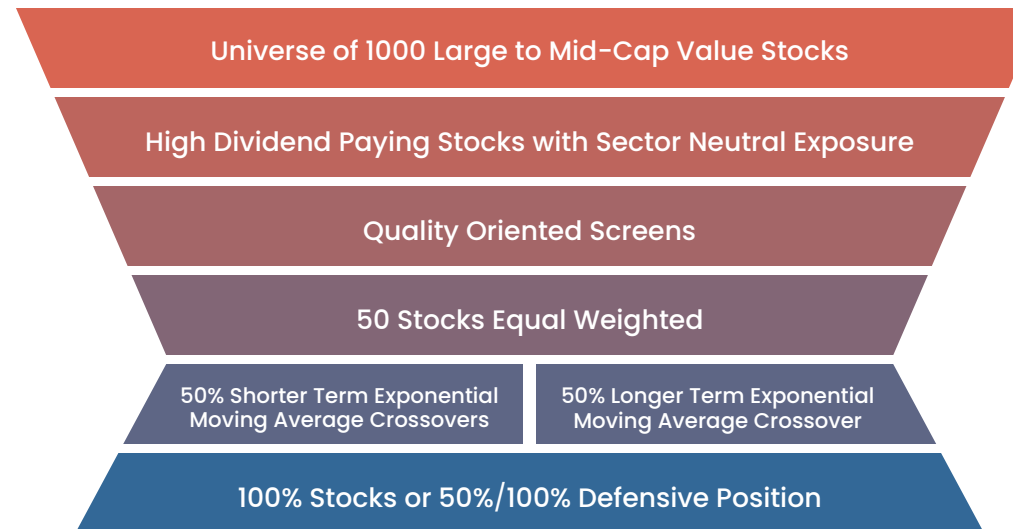 Universe of 1000 Large to Mid-Cap Value Stocks
High Dividend Paying Stocks with Sector Neutral Exposure
Quality Oriented Screens
50 Stocks Equal Weighted
50% Shorter Term Exponential
Moving Average Crossovers
50% Longer Term Exponential
Moving Average Crossover
100% Stocks or 50%/100% Defensive Position